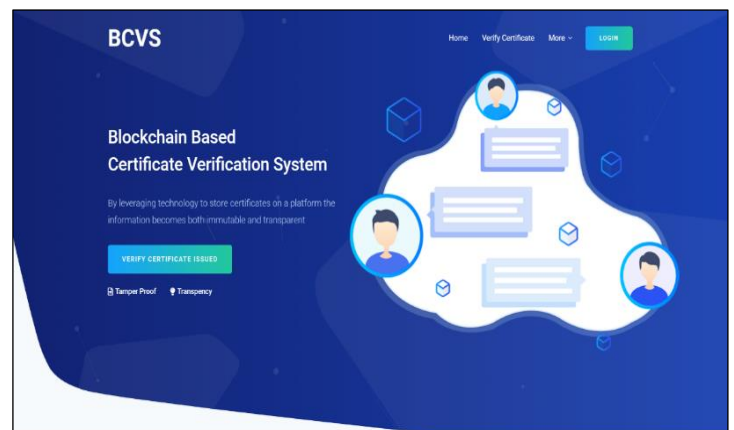 BCVS
Home Verify Certificate More LOGIN
Blockchain Based
Certificate Verification System
By leveraging technology to store certificates on a platform the
information becomes both immutable and transparent
VERIFY CERTIFICATE ISSUED
Tamper Proof Transpency